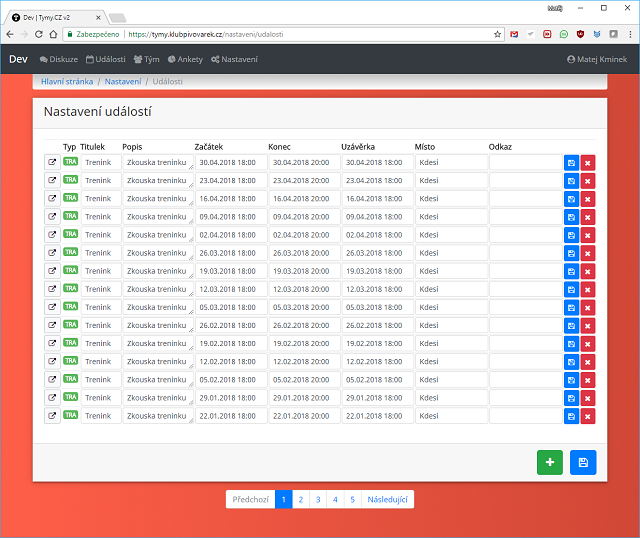 Matěj
Dev | Tymy.CZ v2
Zabezpečeno | https://tymy.klubpivovarek.cz/nastaveni/udalosti
Dev Diskuze Události Tým Ankety Nastavení Matej Kminek
Hlavní stránka / Nastavení / Události
Nastavení událostí
Typ Titulek Popis Začátek Konec Uzávěrka Místo Odkaz
TRA Trenink Zkouska treninku 30.04.2018 18:00 30.04.2018 20:00 30.04.2018 18:00 Kdesi
TRA Trenink Zkouska treninku 23.04.2018 18:00 23.04.2018 20:00 23.04.2018 18:00 Kdesi
TRA Trenink Zkouska treninku 16.04.2018 18:00 16.04.2018 20:00 16.04.2018 18:00 Kdesi
TRA Trenink Zkouska treninku 09.04.2018 18:00 09.04.2018 20:00 09.04.2018 18:00 Kdesi
TRA Trenink Zkouska treninku 02.04.2018 18:00 02.04.2018 20:00 02.04.2018 18:00 Kdesi
TRA Trenink Zkouska treninku 26.03.2018 18:00 26.03.2018 20:00 26.03.2018 18:00 Kdesi
TRA Trenink Zkouska treninku 19.03.2018 18:00 19.03.2018 20:00 19.03.2018 18:00 Kdesi
TRA Trenink Zkouska treninku 12.03.2018 18:00 12.03.2018 20:00 12.03.2018 18:00 Kdesi
TRA Trenink Zkouska treninku 05.03.2018 18:00 05.03.2018 20:00 05.03.2018 18:00 Kdesi
TRA Trenink Zkouska treninku 26.02.2018 18:00 26.02.2018 20:00 26.02.2018 18:00 Kdesi
TRA Trenink Zkouska treninku 19.02.2018 18:00 19.02.2018 20:00 19.02.2018 18:00 Kdesi
TRA Trenink Zkouska treninku 12.02.2018 18:00 12.02.2018 20:00 12.02.2018 18:00 Kdesi
TRA Trenink Zkouska treninku 05.02.2018 18:00 05.02.2018 20:00 05.02.2018 18:00 Kdesi
TRA Trenink Zkouska treninku 29.01.2018 18:00 29.01.2018 20:00 29.01.2018 18:00 Kdesi
TRA Trenink Zkouska treninku 22.01.2018 18:00 22.01.2018 20:00 22.01.2018 18:00 Kdesi
Předchozí 1 2 3 4 5 Následující